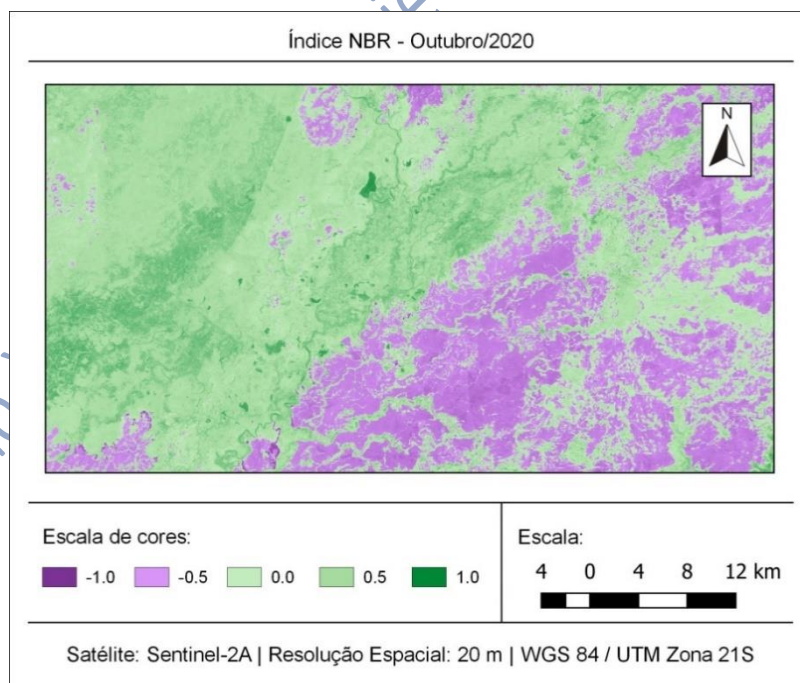 Índice NBR - Outubro/2020
N
Escala de cores:
-1.0 -0.5 0.0 0.5 1.0
Escala:
4 0 4 8 12 km
Satélite: Sentinel-2A | Resolução Espacial: 20 m | WGS 84 / UTM Zona 21S